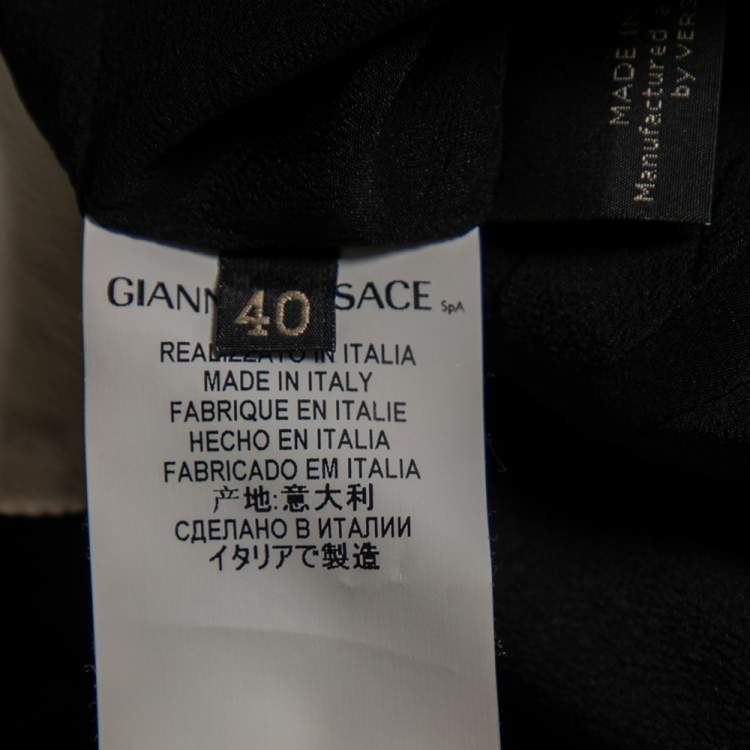 MADE IN
Manufactured
by VERS
GIANN SACE SpA
40
REALIZZATO IN ITALIA
MADE IN ITALY
FABRIQUE EN ITALIE
HECHO EN ITALIA
FABRICADO EM ITALIA
产地:意大利
СДЕЛАНО В ИТАЛИИ
イタリアで製造